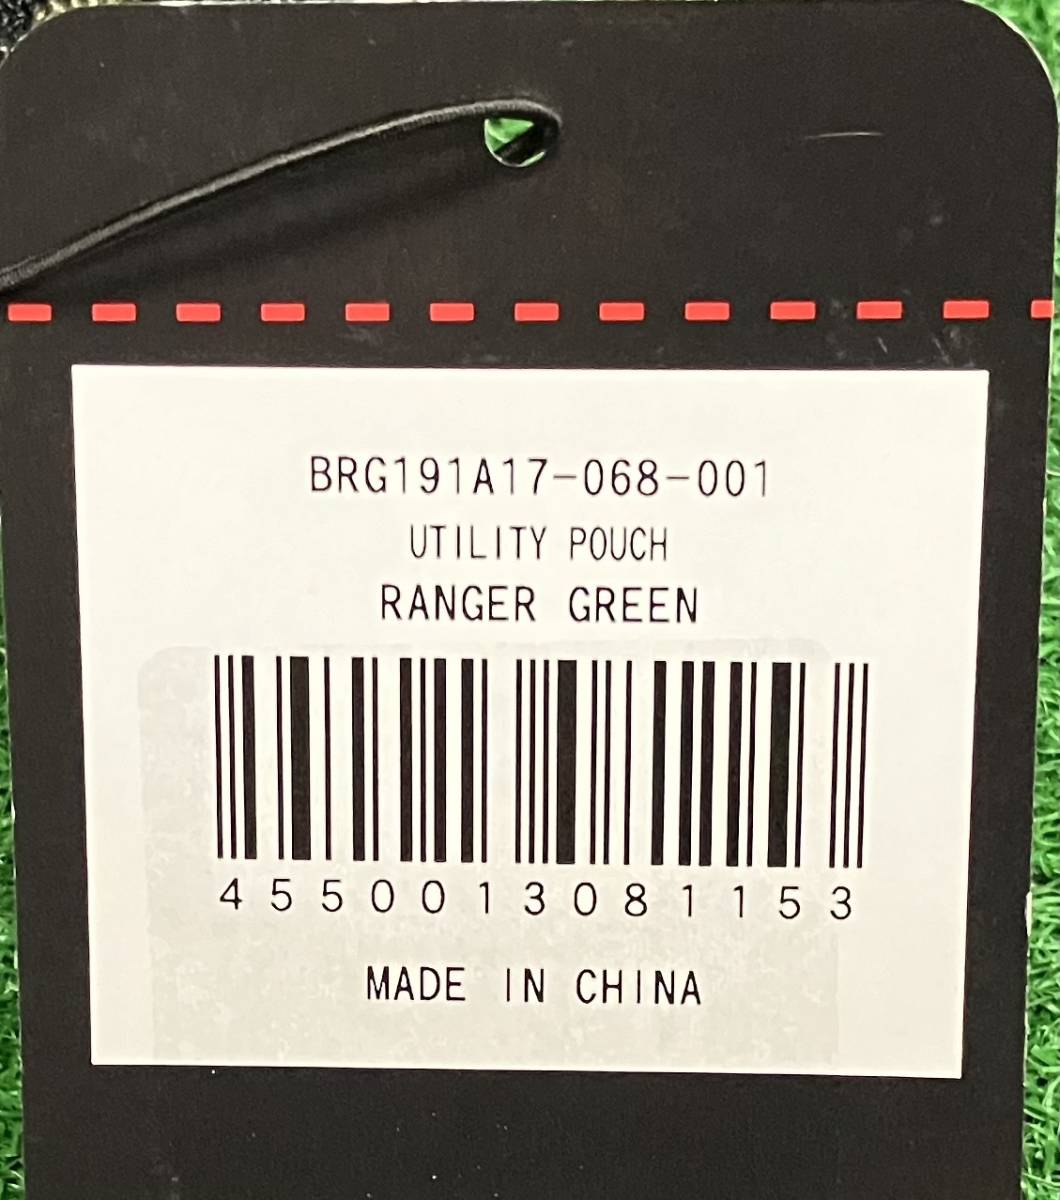 BRG191A17-068-001
UTILITY POUCH
RANGER GREEN
4550013081153
MADE IN CHINA